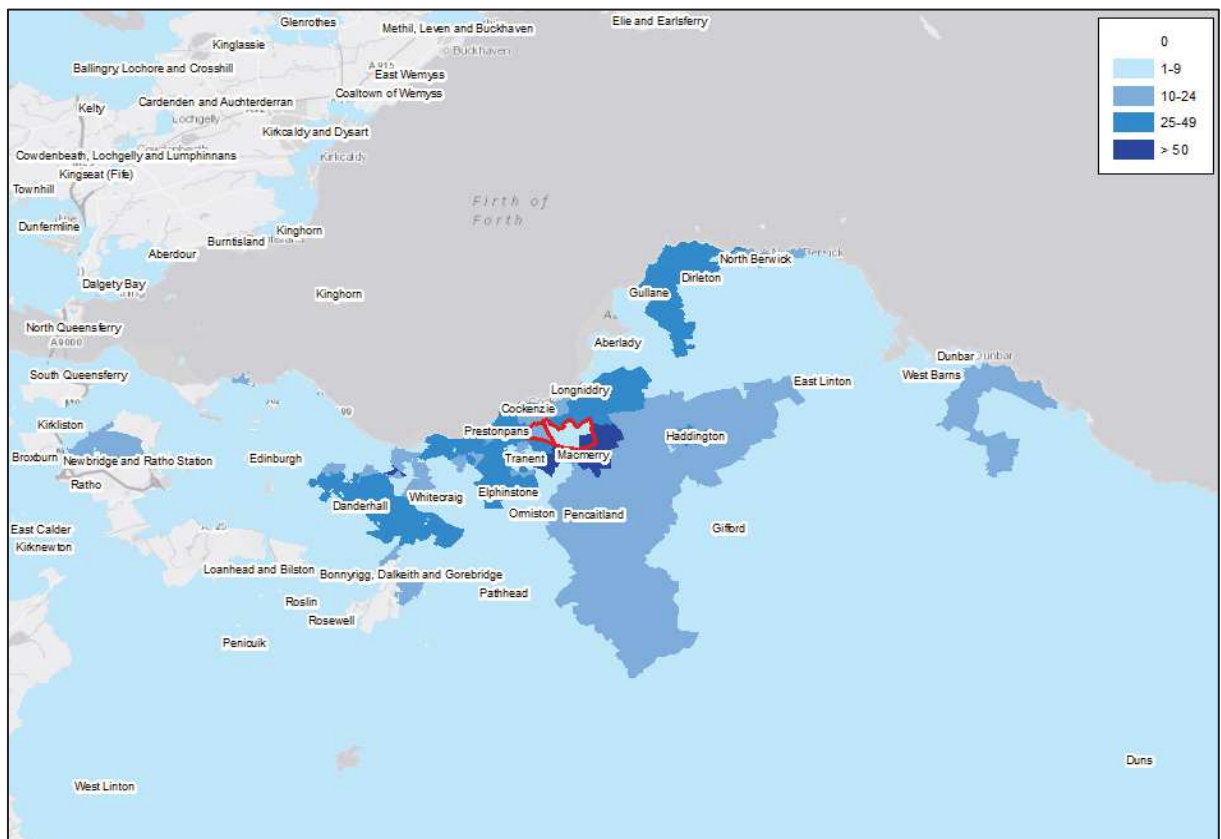 Glenrothes
Methil, Leven and Buckhaven
Elie and Earlsferry
Kinglassie
Buckhaven
A 915
Ballingry, Lochore and Crosshill
East Wemyss
Coaltown of Wemyss
Kelty
Cardenden and Auchterderran
Lochgelly
Kirkcaldy and Dysart
Cowdenbeath, Lochgelly and Lumphinnans
Kirkcaldy
Kingseat (Fife)
Townhill
Firth of
Forth
Dunfermline
Kinghorn
Burntisland
Aberdour
North Berwick
Dirleton
Dalgety Bay
Kinghorn
Gullane
North Queensferry
A9000
Aberlady
Dunbar
South Queensferry
West Barns
East Linton
Longniddry
Cockenzie
Kirkliston
Prestonpans
Haddington
Broxburn
Newbridge and Ratho Station
Edinburgh
Tranent
Macmerry
Ratho
Elphinstone
Whitecraig
Danderhall
Ormiston
Pencaitland
East Calder
Gifford
Kirknewton
Loanhead and Bilston
Bonnyrigg, Dalkeith and Gorebridge
Pathhead
Roslin
Rosewell
Penicuik
Duns
West Linton
0
1-9
10-24
25-49
> 50